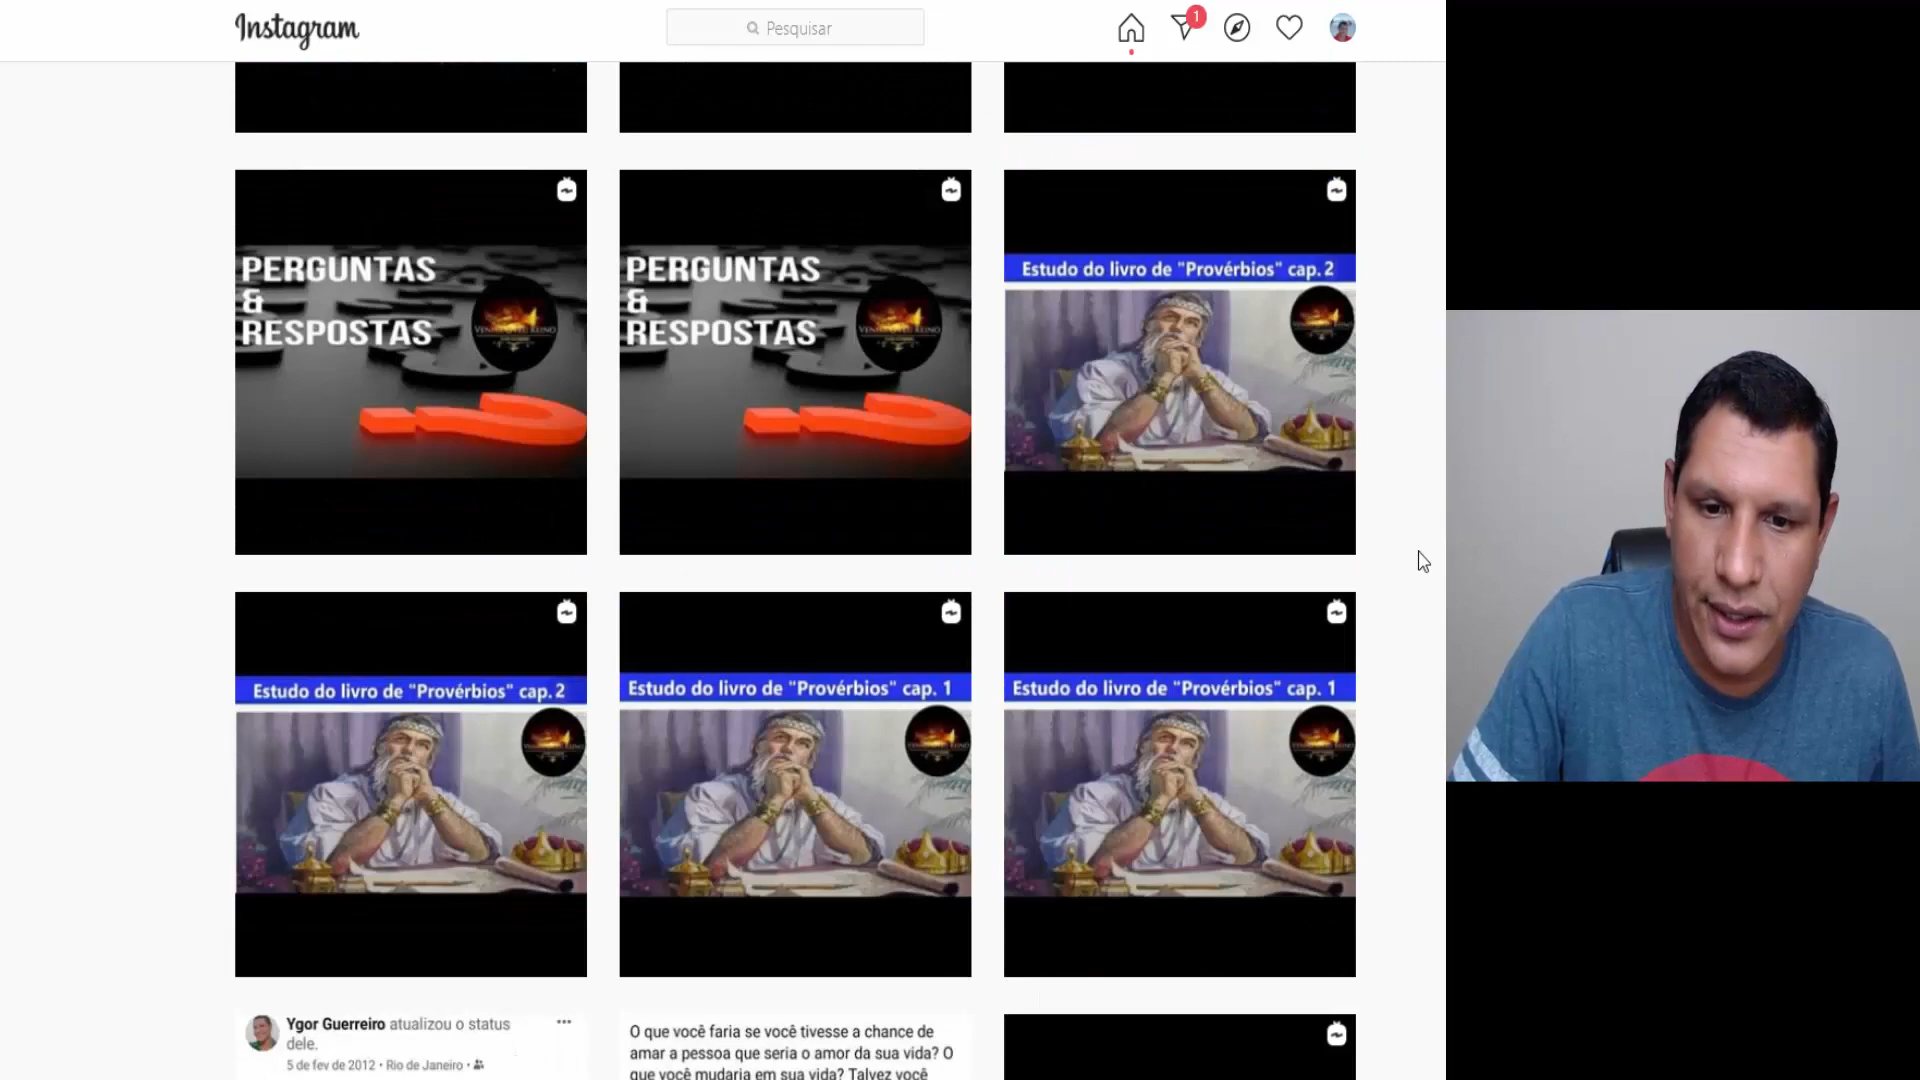 Instagram
Pesquisar
1
PERGUNTAS
&
RESPOSTAS
PERGUNTAS
&
RESPOSTAS
Estudo do livro de "Provérbios" cap. 2
Estudo do livro de "Provérbios" cap. 2
Estudo do livro de "Provérbios" cap. 1
Estudo do livro de "Provérbios" cap. 1
Ygor Guerreiro atualizou o status
dele.
5 de fev de 2012 • Rio de Janeiro •
O que você faria se você tivesse a chance de
amar a pessoa que seria o amor da sua vida? O
que você mudaria em sua vida? Talvez você